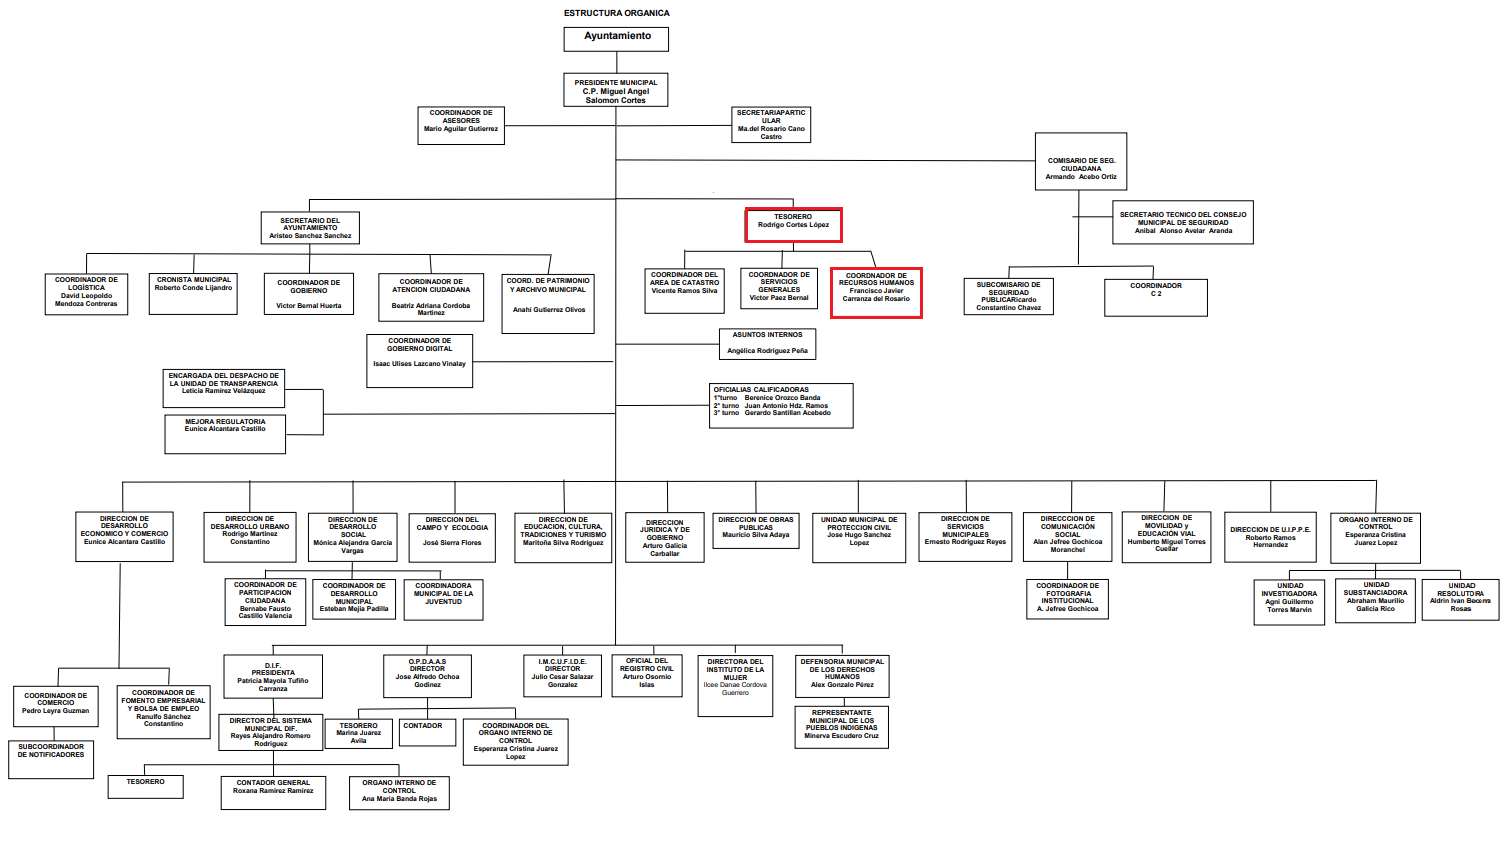 ESTRUCTURA ORGANICA
Ayuntamiento
PRESIDENTE MUNICIPAL
C.P. Miguel Angel
Salomon Cortes
COORDINADOR DE
ASESORES
Mario Aguilar Gutierrez
SECRETARIAPARTIC
ULAR
Ma.del Rosario Cano
Castro
COMISARIO DE SEG.
CIUDADANA
Armando Acebo Ortiz
SECRETARIO DEL
AYUNTAMIENTO
Aristeo Sanchez Sanchez
TESORERO
Rodrigo Cortes López
SECRETARIO TECNICO DEL CONSEJO
MUNICIPAL DE SEGURIDAD
Anibal Alonso Avelar Aranda
COORDINADOR DE
LOGÍSTICA
David Leopoldo
Mendoza Contreras
CRONISTA MUNICIPAL
Roberto Conde Lijandro
COORDINADOR DE
GOBIERNO
Victor Bernal Huerta
COORDINADOR DE
ATENCION CIUDADANA
Beatriz Adriana Cordoba
Martinez
COORD. DE PATRIMONIO
Y ARCHIVO MUNICIPAL
Anahi Gutierrez Olivos
COORDINADOR DEL
AREA DE CATASTRO
Vicente Ramos Silva
COORDNADOR DE
SERVICIOS
GENERALES
Victor Paez Bernal
COORDNADOR DE
RECURSOS HUMANOS
Francisco Javier
Carranza del Rosario
SUBCOMISARIO DE
SEGURIDAD
PUBLICARicardo
Constantino Chavez
COORDINADOR
C 2
COORDINADOR DE
GOBIERNO DIGITAL
Isaac Ulises Lazcano Vinalay
ASUNTOS INTERNOS
Angélica Rodríguez Peña
ENCARGADA DEL DESPACHO DE
LA UNIDAD DE TRANSPARENCIA
Leticia Ramírez Velázquez
MEJORA REGULATORIA
Eunice Alcantara Castillo
OFICIALIAS CALIFICADORAS
1°turno Berenice Orozco Banda
2° turno Juan Antonio Hdz. Ramos
3° turno Gerardo Santillan Acebedo
DIRECCION DE
DESARROLLO
ECONOMICO Y COMERCIO
Eunice Alcantara Castillo
DIRECCION DE
DESARROLLO URBANO
Rodrigo Martinez
Constantino
DIRECCION DE
DESARROLLO
SOCIAL
Mónica Alejandra García
Vargas
DIRECCION DEL
CAMPO Y ECOLOGIA
José Sierra Flores
DIRECCION DE
EDUCACION, CULTURA,
TRADICIONES Y TURISMO
Maritoña Silva Rodriguez
DIRECCION
JURIDICA Y DE
GOBIERNO
Arturo Galicia
Carballar
DIRECCION DE OBRAS
PUBLICAS
Mauricio Silva Adaya
UNIDAD MUNICIPAL DE
PROTECCION CIVIL
Jose Hugo Sanchez
Lopez
DIRECCION DE
SERVICIOS
MUNICIPALES
Ernesto Rodriguez Reyes
DIRECCCION DE
COMUNICACIÓN
SOCIAL
Alan Jefree Gochicoa
Moranchel
DIRECCION DE
MOVILIDAD y
EDUCACIÓN VIAL
Humberto Miguel Torres
Cuellar
DIRECCION DE U.I.P.P.E.
Roberto Ramos
Hernandez
ORGANO INTERNO DE
CONTROL
Esperanza Cristina
Juarez Lopez
COORDINADOR DE
PARTICIPACION
CIUDADANA
Bernabe Fausto
Castillo Valencia
COORDINADOR DE
DESARROLLO
MUNICIPAL
Esteban Mejia Padilla
COORDINADORA
MUNICIPAL DE LA
JUVENTUD
COORDINADOR DE
FOTOGRAFIA
INSTITUCIONAL
A. Jefree Gochicoa
UNIDAD
INVESTIGADORA
Agni Guillermo
Torres Marvin
UNIDAD
SUBSTANCIADORA
Abraham Maurilio
Galicia Rico
UNIDAD
RESOLUTORA
Aldrin Ivan Becerra
Rosas
COORDINADOR DE
COMERCIO
Pedro Leyra Guzman
COORDINADOR DE
FOMENTO EMPRESARIAL
Y BOLSA DE EMPLEO
Ranulfo Sánchez
Constantino
D.I.F.
PRESIDENTA
Patricia Mayola Tufiño
Carranza
O.P.D.A.A.S
DIRECTOR
Jose Alfredo Ochoa
Godinez
I.M.C.U.F.I.D.E.
DIRECTOR
Julio Cesar Salazar
Gonzalez
OFICIAL DEL
REGISTRO CIVIL
Arturo Osornio
Islas
DIRECTORA DEL
INSTITUTO DE LA
MUJER
Ilcee Danae Cordova
Guerrero
DEFENSORIA MUNICIPAL
DE LOS DERECHOS
HUMANOS
Alex Gonzalo Pérez
REPRESENTANTE
MUNICIPAL DE LOS
PUEBLOS INDIGENAS
Minerva Escudero Cruz
SUBCOORDINADOR
DE NOTIFICADORES
DIRECTOR DEL SISTEMA
MUNICIPAL DIF.
Reyes Alejandro Romero
Rodriguez
TESORERO
Marina Juarez
Avila
CONTADOR
COORDINADOR DEL
ORGANO INTERNO DE
CONTROL
Esperanza Cristina Juarez
Lopez
TESORERO
CONTADOR GENERAL
Roxana Ramirez Ramirez
ORGANO INTERNO DE
CONTROL
Ana Maria Banda Rojas